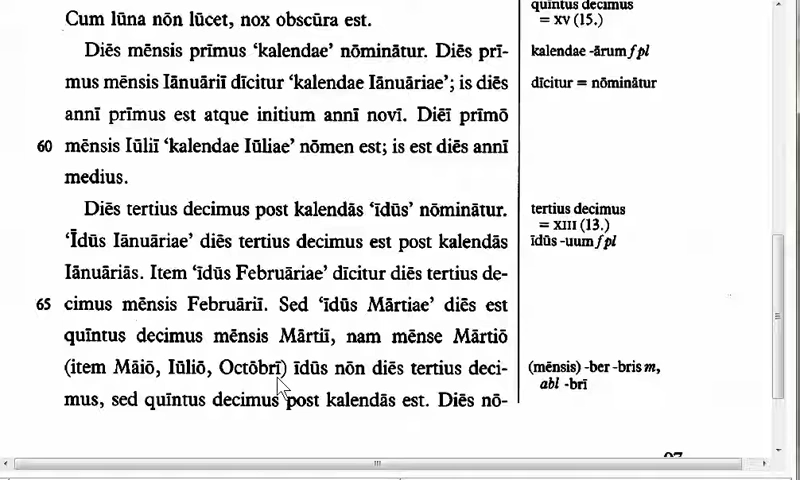 Cum lūna nōn lūcet, nox obscūra est.
Diēs mēnsis prīmus ‘kalendae’ nōminātur. Diēs prī-
mus mēnsis Iānuāriī dīcitur ‘kalendae Iānuāriae’; is diēs
annī prīmus est atque initium annī novī. Diēī prīmō
60 mēnsis Iūliī ‘kalendae Iūliae’ nōmen est; is est diēs annī
medius.
Diēs tertius decimus post kalendās ‘īdūs’ nōminātur.
‘Īdūs Iānuāriae’ diēs tertius decimus est post kalendās
Iānuāriās. Item ‘īdūs Februāriae’ dīcitur diēs tertius de-
65 cimus mēnsis Februāriī. Sed ‘īdūs Mārtiae’ diēs est
quīntus decimus mēnsis Mārtiī, nam mēnse Mārtiō
(item Māiō, Iūliō, Octōbrī) īdūs nōn diēs tertius deci-
mus, sed quīntus decimus post kalendās est. Diēs nō-
quīntus decimus
= XV (15.)
kalendae -ārum f pl
dīcitur = nōminātur
tertius decimus
= XIII (13.)
īdūs -uum f pl
(mēnsis) -ber -bris m,
abl -brī